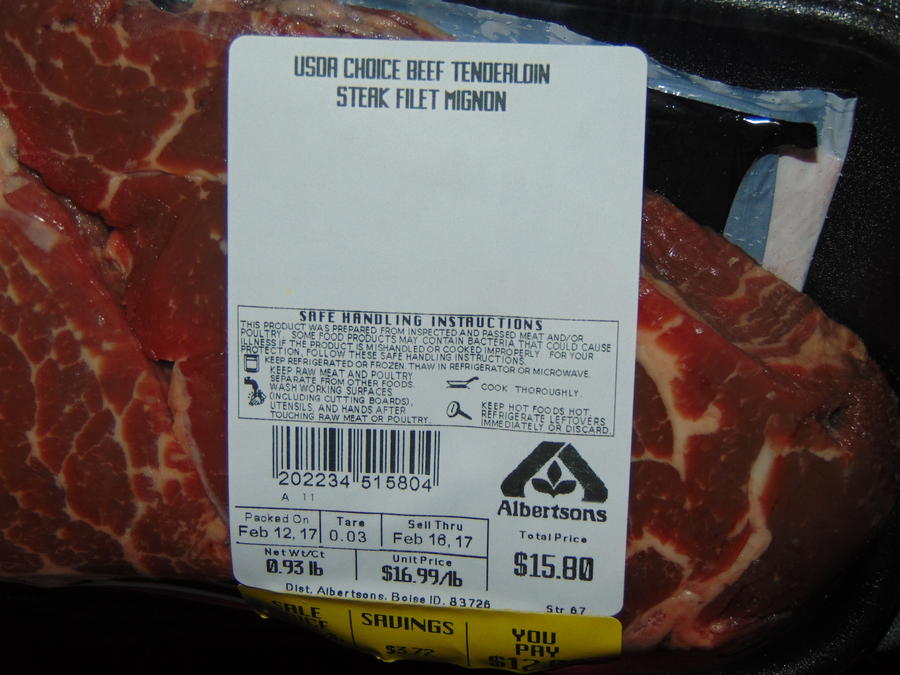 USDA CHOICE BEEF TENDERLOIN
STEAK FILET MIGNON
SAFE HANDLING INSTRUCTIONS
THIS PRODUCT WAS PREPARED FROM INSPECTED AND PASSED MEAT AND/OR
POULTRY. SOME FOOD PRODUCTS MAY CONTAIN BACTERIA THAT COULD CAUSE
ILLNESS IF THE PRODUCT IS MISHANDLED OR COOKED IMPROPERLY. FOR YOUR
PROTECTION, FOLLOW THESE SAFE HANDLING INSTRUCTIONS.
KEEP REFRIGERATED OR FROZEN. THAW IN REFRIGERATOR OR MICROWAVE.
KEEP RAW MEAT AND POULTRY
SEPARATE FROM OTHER FOODS.
WASH WORKING SURFACES
(INCLUDING CUTTING BOARDS),
UTENSILS, AND HANDS AFTER
TOUCHING RAW MEAT OR POULTRY.
COOK THOROUGHLY.
KEEP HOT FOODS HOT.
REFRIGERATE LEFTOVERS
IMMEDIATELY OR DISCARD.
202234 515804
A 11
Albertsons
Packed On
Feb 12, 17
Tare
0.03
Sell Thru
Feb 16, 17
Net Wt/Ct
0.93 lb
Unit Price
$16.99/lb
Total Price
$15.80
Dist. Albertsons. Boise ID. 83726
Str 67
SALE
SAVINGS
$3.72
YOU
PAY